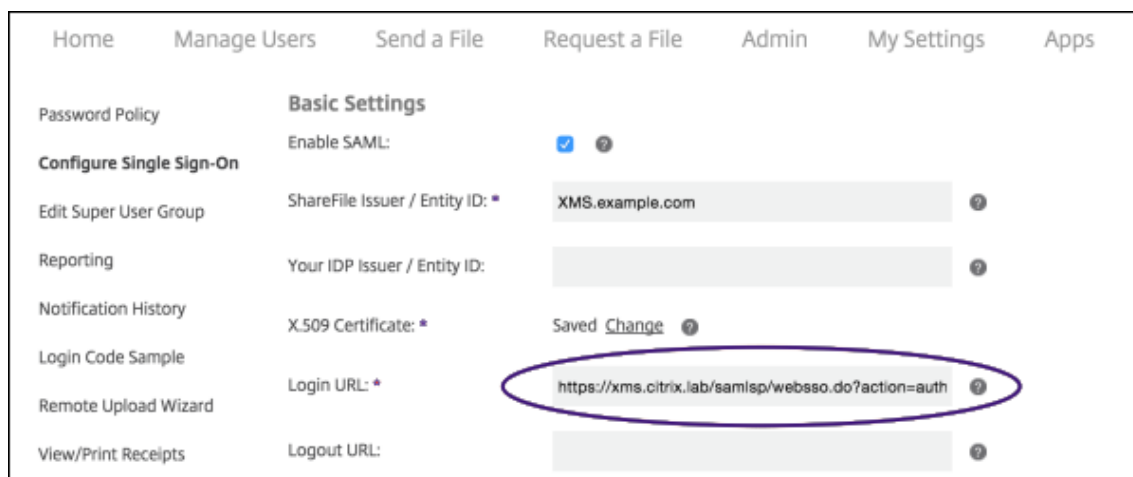 Home Manage Users Send a File Request a File Admin My Settings Apps
Password Policy
Configure Single Sign-On
Edit Super User Group
Reporting
Notification History
Login Code Sample
Remote Upload Wizard
View/Print Receipts
Basic Settings
Enable SAML: ?
ShareFile Issuer / Entity ID: * XMS.example.com ?
Your IDP Issuer / Entity ID: ?
X.509 Certificate: * Saved Change ?
Login URL: * https://xms.citrix.lab/samlsp/websso.do?action=auth ?
Logout URL: ?